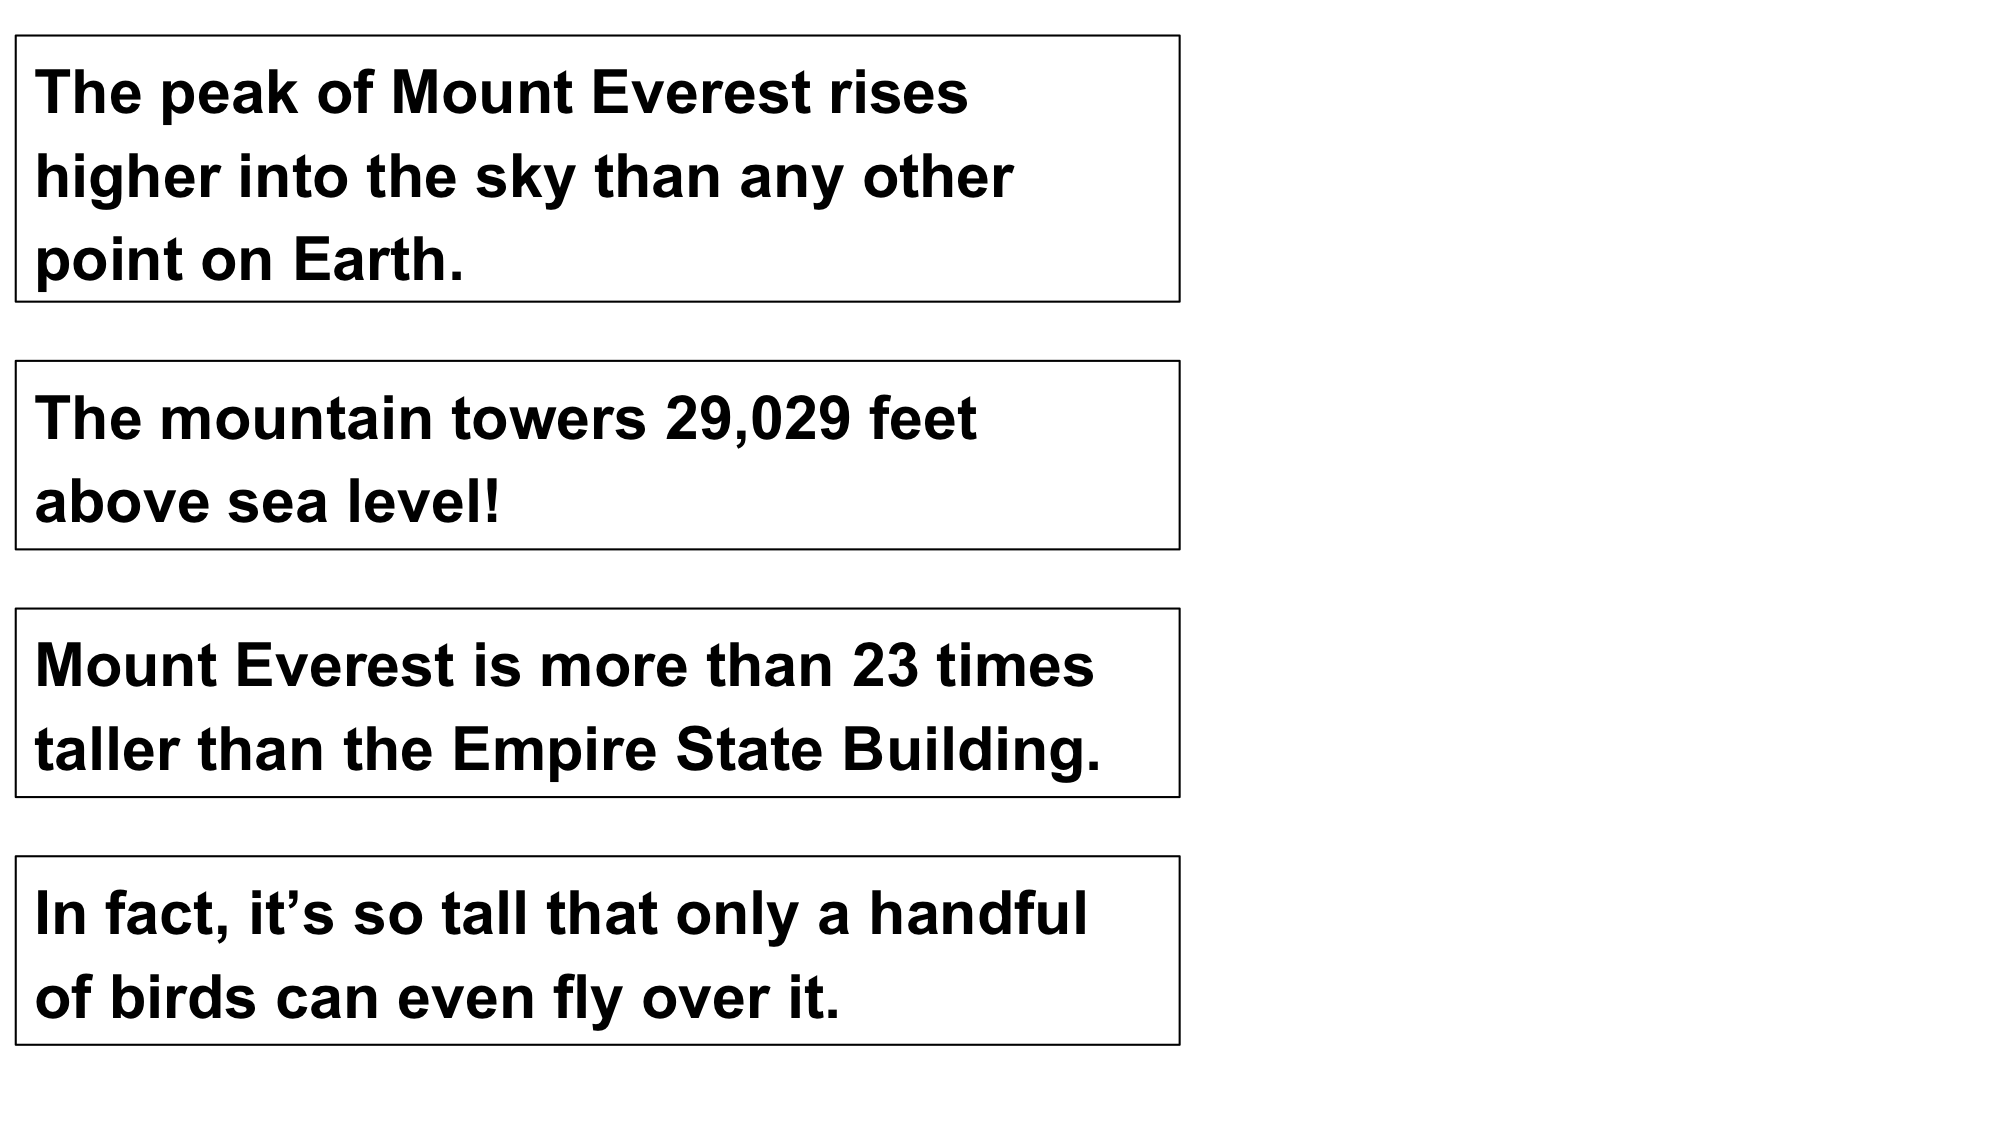 The peak of Mount Everest rises
higher into the sky than any other
point on Earth.
The mountain towers 29,029 feet
above sea level!
Mount Everest is more than 23 times
taller than the Empire State Building.
In fact, it’s so tall that only a handful
of birds can even fly over it.